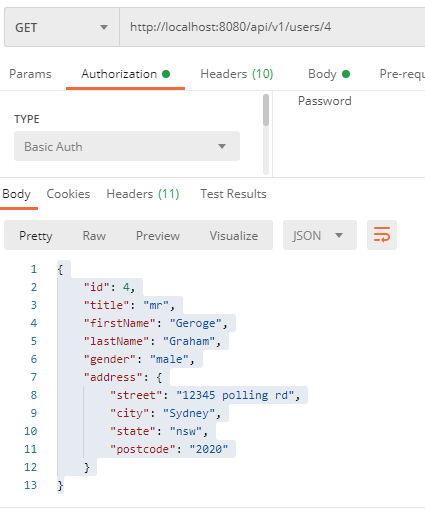 GET http://localhost:8080/api/v1/users/4
Params Authorization Headers (10) Body Pre-requ
TYPE
Basic Auth
Password
Body Cookies Headers (11) Test Results
Pretty Raw Preview Visualize JSON
1 {
2 "id": 4,
3 "title": "mr",
4 "firstName": "Geroge",
5 "lastName": "Graham",
6 "gender": "male",
7 "address": {
8 "street": "12345 polling rd",
9 "city": "Sydney",
10 "state": "nsw",
11 "postcode": "2020"
12 }
13 }